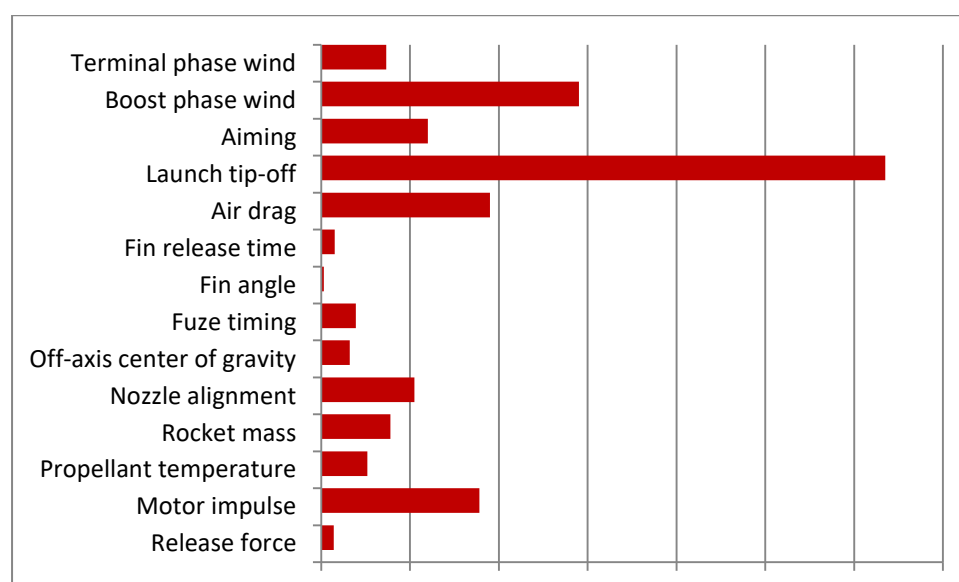 Terminal phase wind
Boost phase wind
Aiming
Launch tip-off
Air drag
Fin release time
Fin angle
Fuze timing
Off-axis center of gravity
Nozzle alignment
Rocket mass
Propellant temperature
Motor impulse
Release force